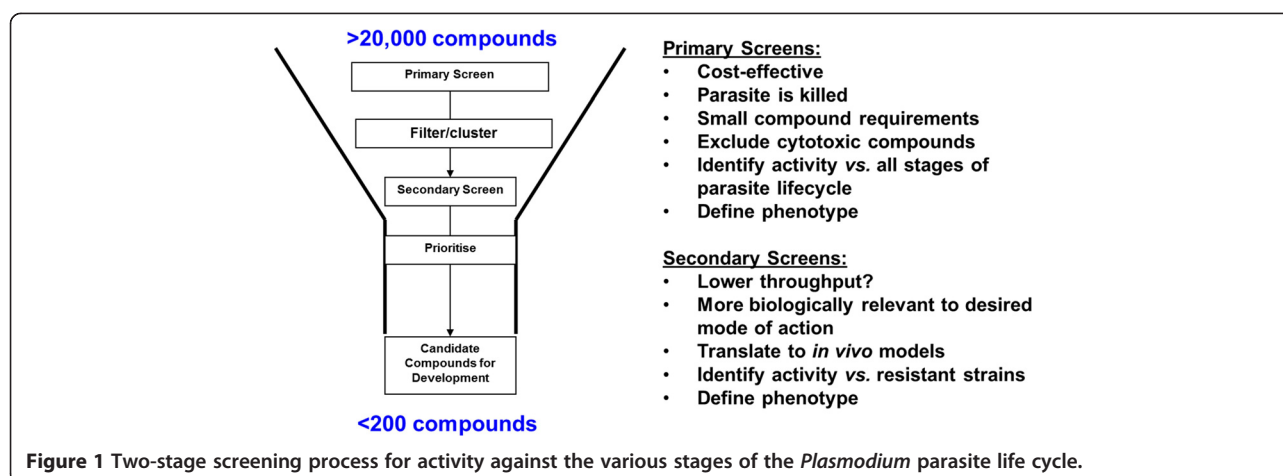 >20,000 compounds
Primary Screen
Filter/cluster
Secondary Screen
Prioritise
Candidate
Compounds for
Development
<200 compounds
Primary Screens:
• Cost-effective
• Parasite is killed
• Small compound requirements
• Exclude cytotoxic compounds
• Identify activity vs. all stages of
parasite lifecycle
• Define phenotype
Secondary Screens:
• Lower throughput?
• More biologically relevant to desired
mode of action
• Translate to in vivo models
• Identify activity vs. resistant strains
• Define phenotype
Figure 1 Two-stage screening process for activity against the various stages of the Plasmodium parasite life cycle.